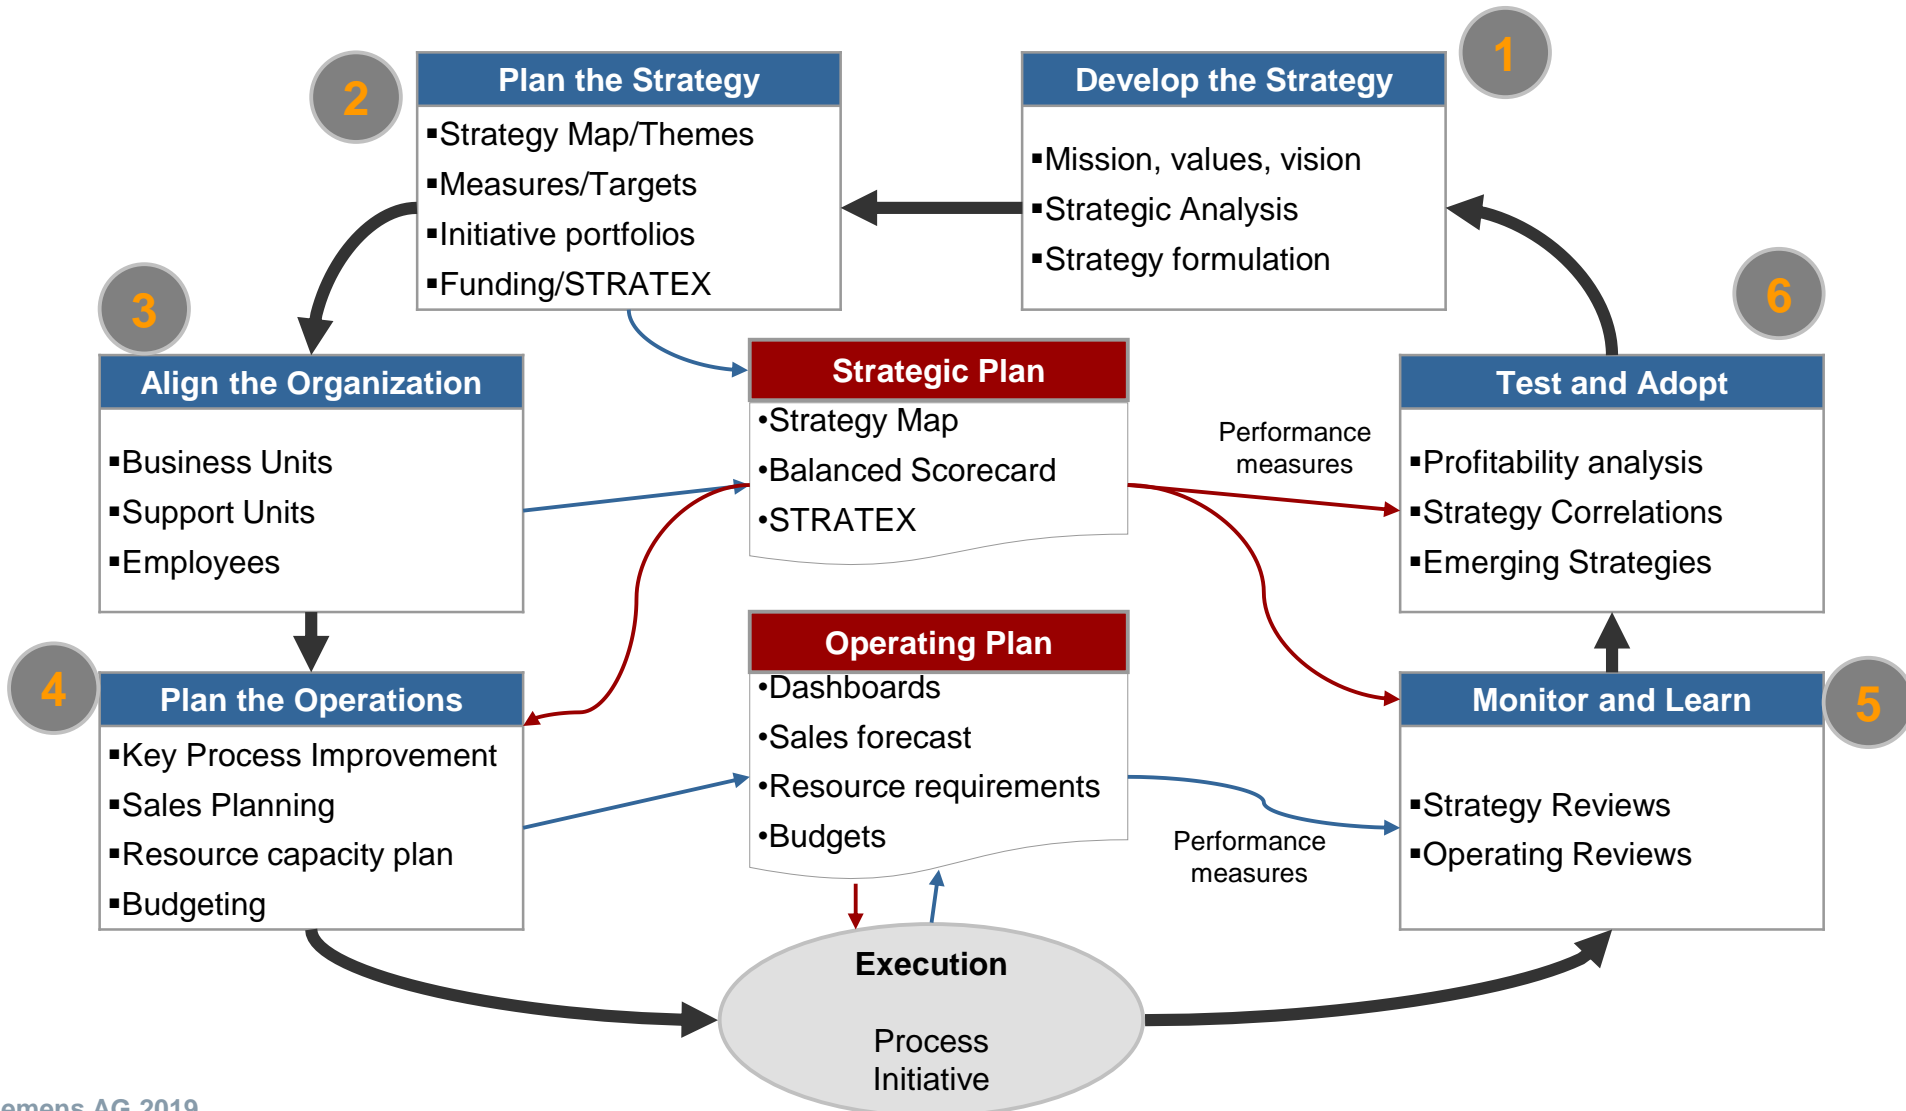 1
Develop the Strategy
▪Mission, values, vision
▪Strategic Analysis
▪Strategy formulation
2
Plan the Strategy
▪Strategy Map/Themes
▪Measures/Targets
▪Initiative portfolios
▪Funding/STRATEX
3
Align the Organization
▪Business Units
▪Support Units
▪Employees
4
Plan the Operations
▪Key Process Improvement
▪Sales Planning
▪Resource capacity plan
▪Budgeting
Strategic Plan
•Strategy Map
•Balanced Scorecard
•STRATEX
Performance
measures
Operating Plan
•Dashboards
•Sales forecast
•Resource requirements
•Budgets
Performance
measures
Execution
Process
Initiative
5
Monitor and Learn
▪Strategy Reviews
▪Operating Reviews
6
Test and Adopt
▪Profitability analysis
▪Strategy Correlations
▪Emerging Strategies
AG 2019